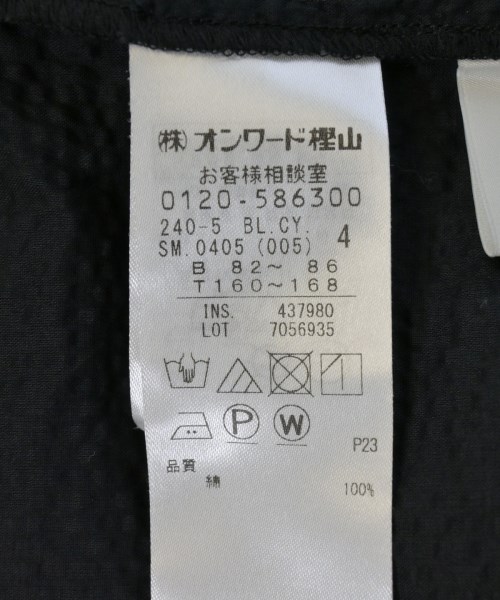 (株)オンワード樫山
お客様相談室
0120-586300
240-5 BL.CY.
SM.0405 (005) 4
B 82～ 86
T160～168
INS. 437980
LOT 7056935
P
W
P23
品質
綿 100%